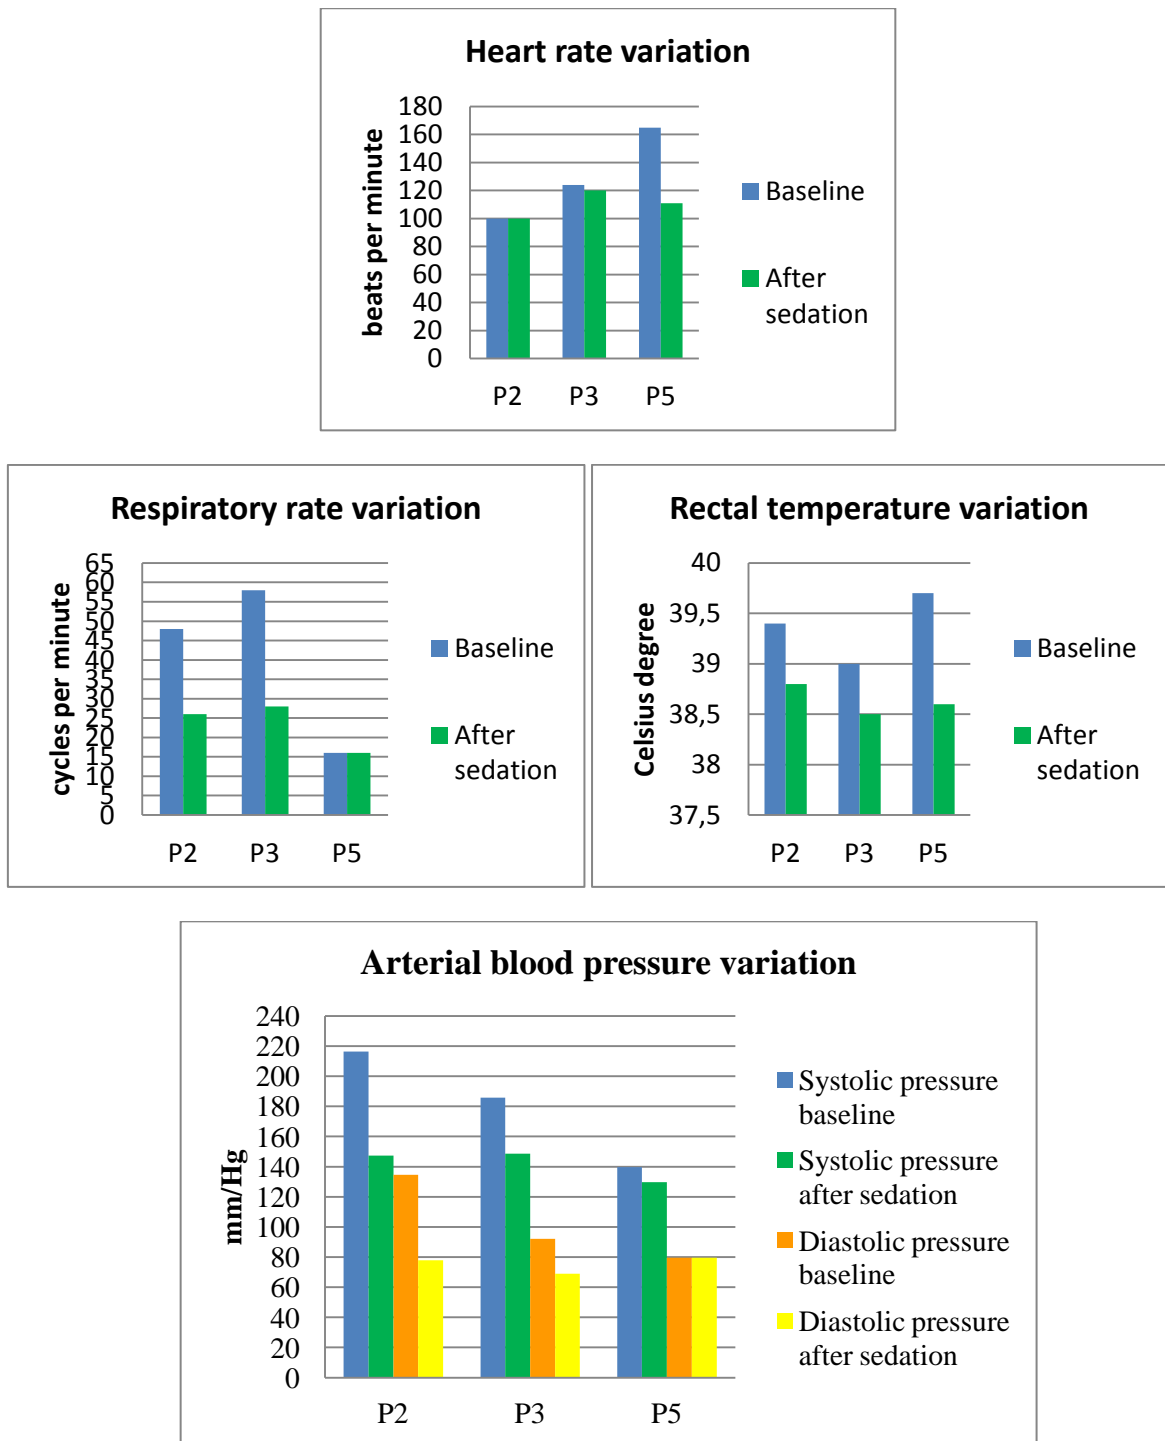 Heart rate variation
beats per minute
180
160
140
120
100
80
60
40
20
0
P2 P3 P5
Baseline
After
sedation
Respiratory rate variation
cycles per minute
65
60
55
50
45
40
35
30
25
20
15
10
5
0
P2 P3 P5
Baseline
After
sedation
Rectal temperature variation
Celsius degree
40
39,5
39
38,5
38
37,5
P2 P3 P5
Baseline
After
sedation
Arterial blood pressure variation
mm/Hg
240
220
200
180
160
140
120
100
80
60
40
20
0
P2 P3 P5
Systolic pressure
baseline
Systolic pressure
after sedation
Diastolic pressure
baseline
Diastolic pressure
after sedation